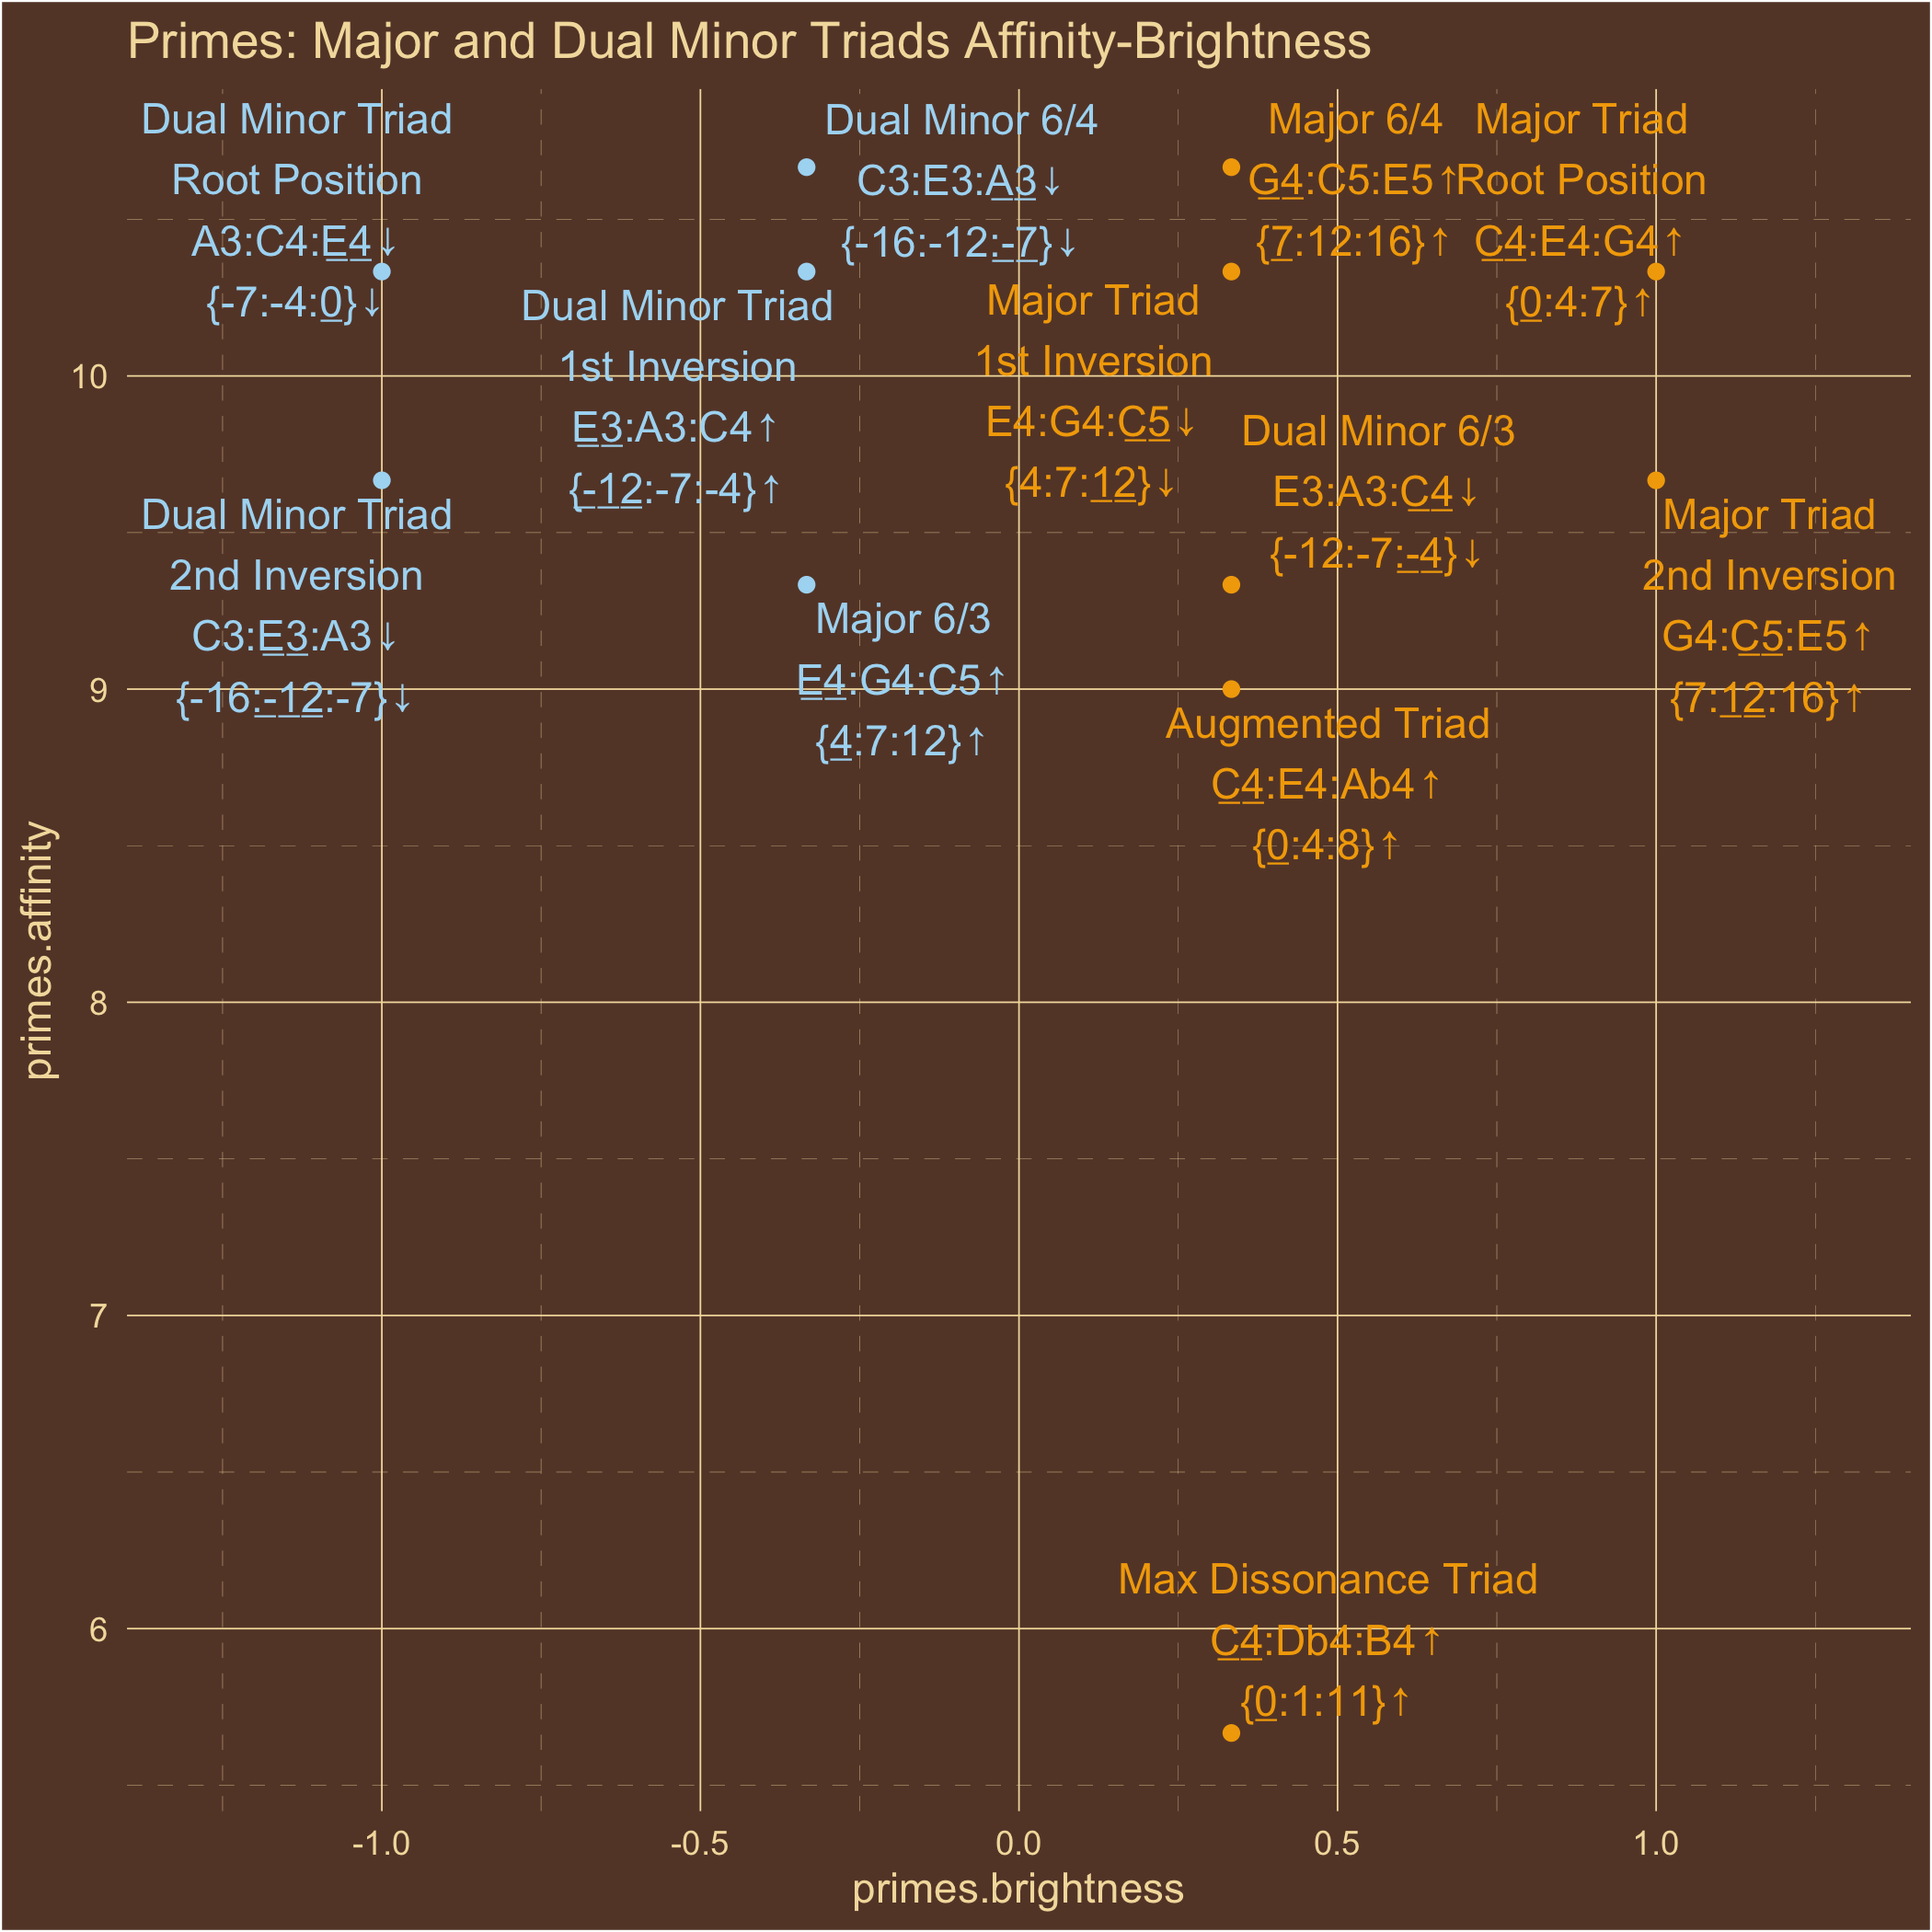 Primes: Major and Dual Minor Triads Affinity-Brightness
Dual Minor Triad
Root Position
A3:C4:E4↓
{-7:-4:0}↓
Dual Minor 6/4
C3:E3:A3↓
{-16:-12:-7}↓
Major 6/4
G4:C5:E5↑
{7:12:16}↑
Major Triad
Root Position
C4:E4:G4↑
{0:4:7}↑
Dual Minor Triad
1st Inversion
E3:A3:C4↑
{-12:-7:-4}↑
Major Triad
1st Inversion
E4:G4:C5↓
{4:7:12}↓
Dual Minor 6/3
E3:A3:C4↓
{-12:-7:-4}↓
Dual Minor Triad
2nd Inversion
C3:E3:A3↓
{-16:-12:-7}↓
Major 6/3
E4:G4:C5↑
{4:7:12}↑
Major Triad
2nd Inversion
G4:C5:E5↑
{7:12:16}↑
Augmented Triad
C4:E4:Ab4↑
{0:4:8}↑
Max Dissonance Triad
C4:Db4:B4↑
{0:1:11}↑
primes.affinity
10
9
8
7
6
-1.0
-0.5
0.0
0.5
1.0
primes.brightness